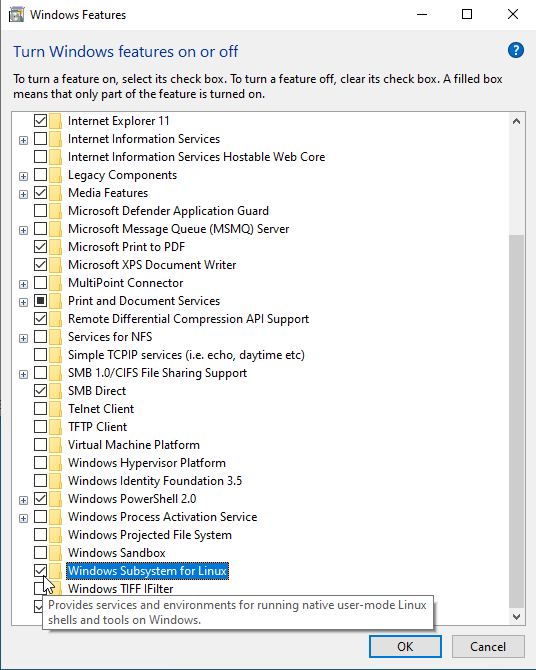 Windows Features
Turn Windows features on or off
To turn a feature on, select its check box. To turn a feature off, clear its check box. A filled box
means that only part of the feature is turned on.
Internet Explorer 11
Internet Information Services
Internet Information Services Hostable Web Core
Legacy Components
Media Features
Microsoft Defender Application Guard
Microsoft Message Queue (MSMQ) Server
Microsoft Print to PDF
Microsoft XPS Document Writer
MultiPoint Connector
Print and Document Services
Remote Differential Compression API Support
Services for NFS
Simple TCPIP services (i.e. echo, daytime etc)
SMB 1.0/CIFS File Sharing Support
SMB Direct
Telnet Client
TFTP Client
Virtual Machine Platform
Windows Hypervisor Platform
Windows Identity Foundation 3.5
Windows PowerShell 2.0
Windows Process Activation Service
Windows Projected File System
Windows Sandbox
Windows Subsystem for Linux
Windows TIFF IFilter
Provides services and environments for running native user-mode Linux
shells and tools on Windows.
OK
Cancel